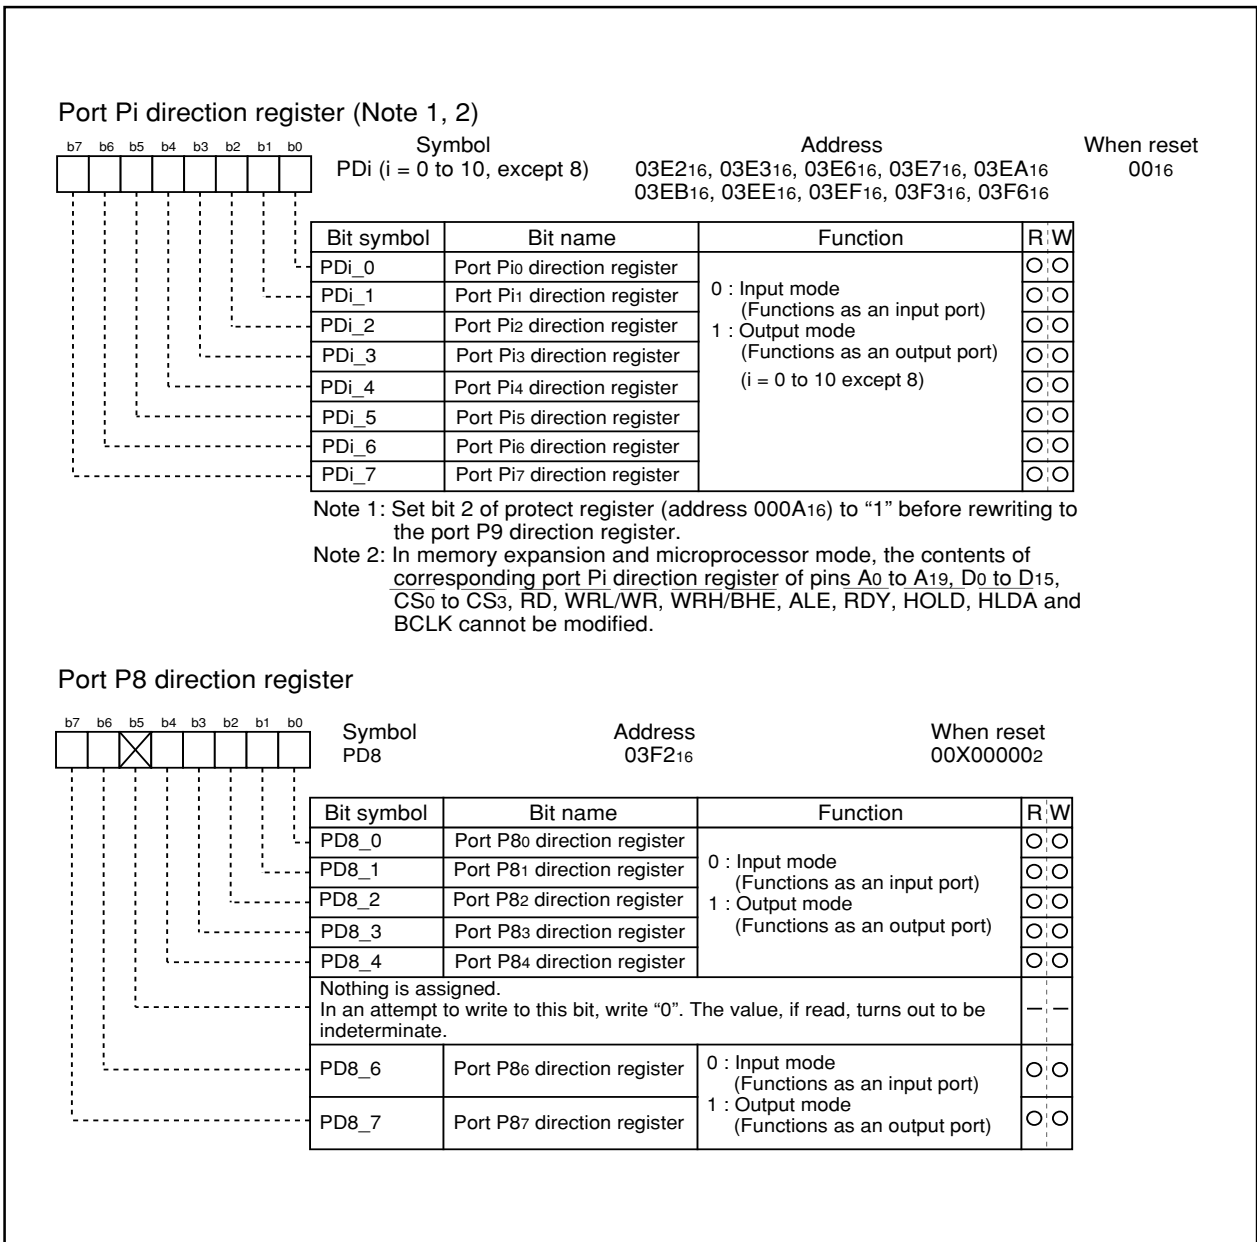 Port Pi direction register (Note 1, 2)
b7 b6 b5 b4 b3 b2 b1 b0
Symbol Address When reset
PDi (i = 0 to 10, except 8) 03E216, 03E316, 03E616, 03E716, 03EA16 0016
03EB16, 03EE16, 03EF16, 03F316, 03F616
Bit symbol Bit name Function R W
PDi_0 Port Pi0 direction register
PDi_1 Port Pi1 direction register
PDi_2 Port Pi2 direction register
PDi_3 Port Pi3 direction register
PDi_4 Port Pi4 direction register
PDi_5 Port Pi5 direction register
PDi_6 Port Pi6 direction register
PDi_7 Port Pi7 direction register
0 : Input mode
(Functions as an input port)
1 : Output mode
(Functions as an output port)
(i = 0 to 10 except 8)
Note 1: Set bit 2 of protect register (address 000A16) to “1” before rewriting to
the port P9 direction register.
Note 2: In memory expansion and microprocessor mode, the contents of
corresponding port Pi direction register of pins A0 to A19, D0 to D15,
CS0 to CS3, RD, WRL/WR, WRH/BHE, ALE, RDY, HOLD, HLDA and
BCLK cannot be modified.
Port P8 direction register
b7 b6 b5 b4 b3 b2 b1 b0
Symbol Address When reset
PD8 03F216 00X000002
Bit symbol Bit name Function R W
PD8_0 Port P80 direction register
PD8_1 Port P81 direction register
PD8_2 Port P82 direction register
PD8_3 Port P83 direction register
PD8_4 Port P84 direction register
0 : Input mode
(Functions as an input port)
1 : Output mode
(Functions as an output port)
Nothing is assigned.
In an attempt to write to this bit, write “0”. The value, if read, turns out to be
indeterminate.
PD8_6 Port P86 direction register
PD8_7 Port P87 direction register
0 : Input mode
(Functions as an input port)
1 : Output mode
(Functions as an output port)